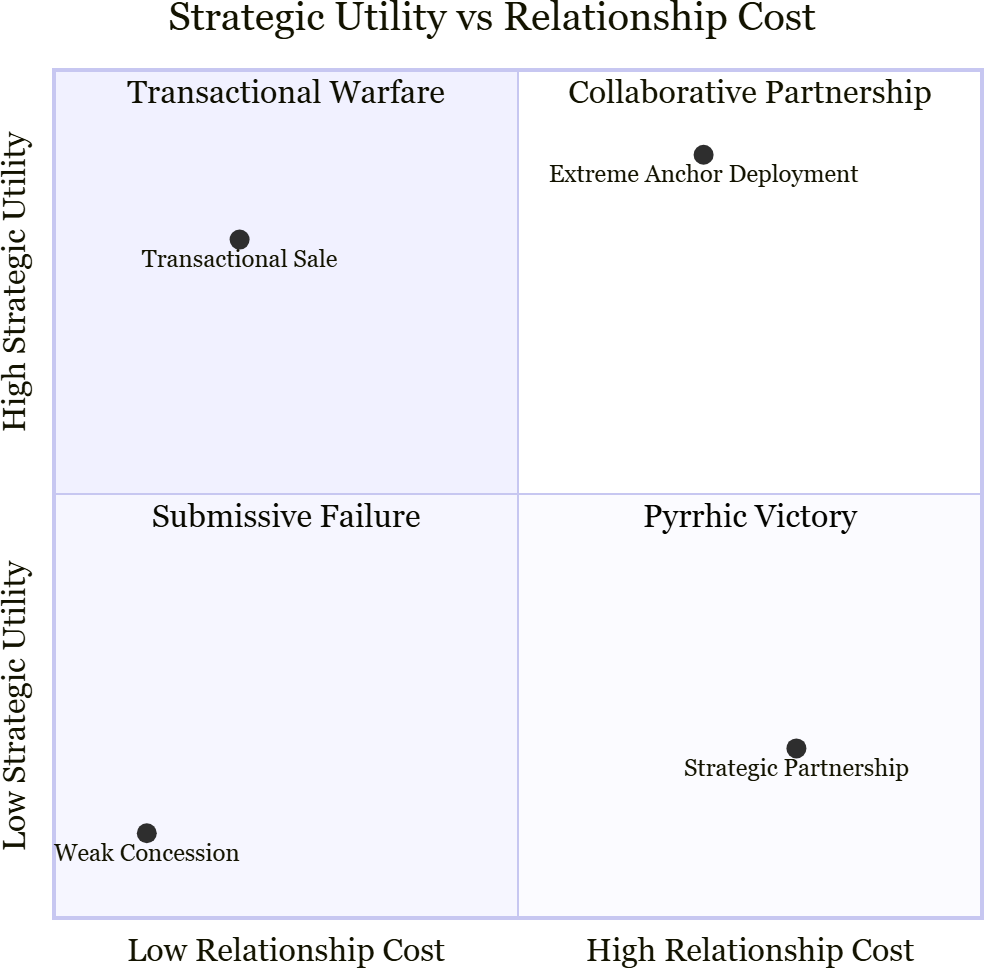 Strategic Utility vs Relationship Cost
Transactional Warfare
Collaborative Partnership
Extreme Anchor Deployment
Transactional Sale
High Strategic Utility
Submissive Failure
Pyrrhic Victory
Strategic Partnership
Weak Concession
Low Strategic Utility
Low Relationship Cost
High Relationship Cost